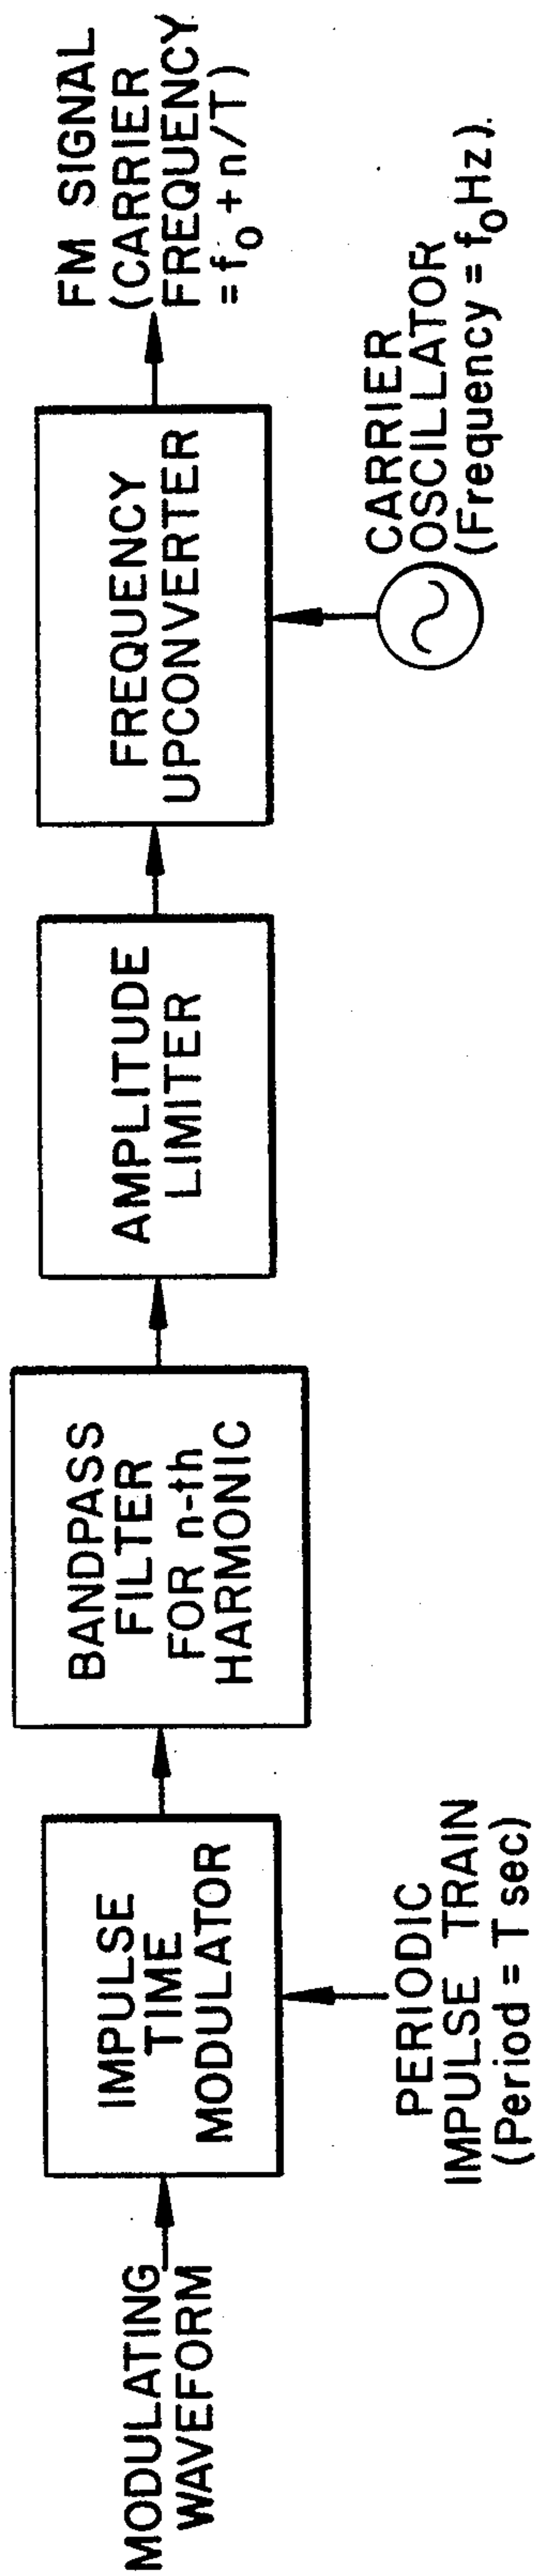 MODULATING
WAVEFORM
IMPULSE
TIME
MODULATOR
PERIODIC
IMPULSE TRAIN
(Period = T sec)
BANDPASS
FILTER
FOR n-th
HARMONIC
AMPLITUDE
LIMITER
FREQUENCY
UPCONVERTER
CARRIER
OSCILLATOR
(Frequency = f₀ Hz).
FM SIGNAL
(CARRIER
FREQUENCY
= f₀ + n/T)